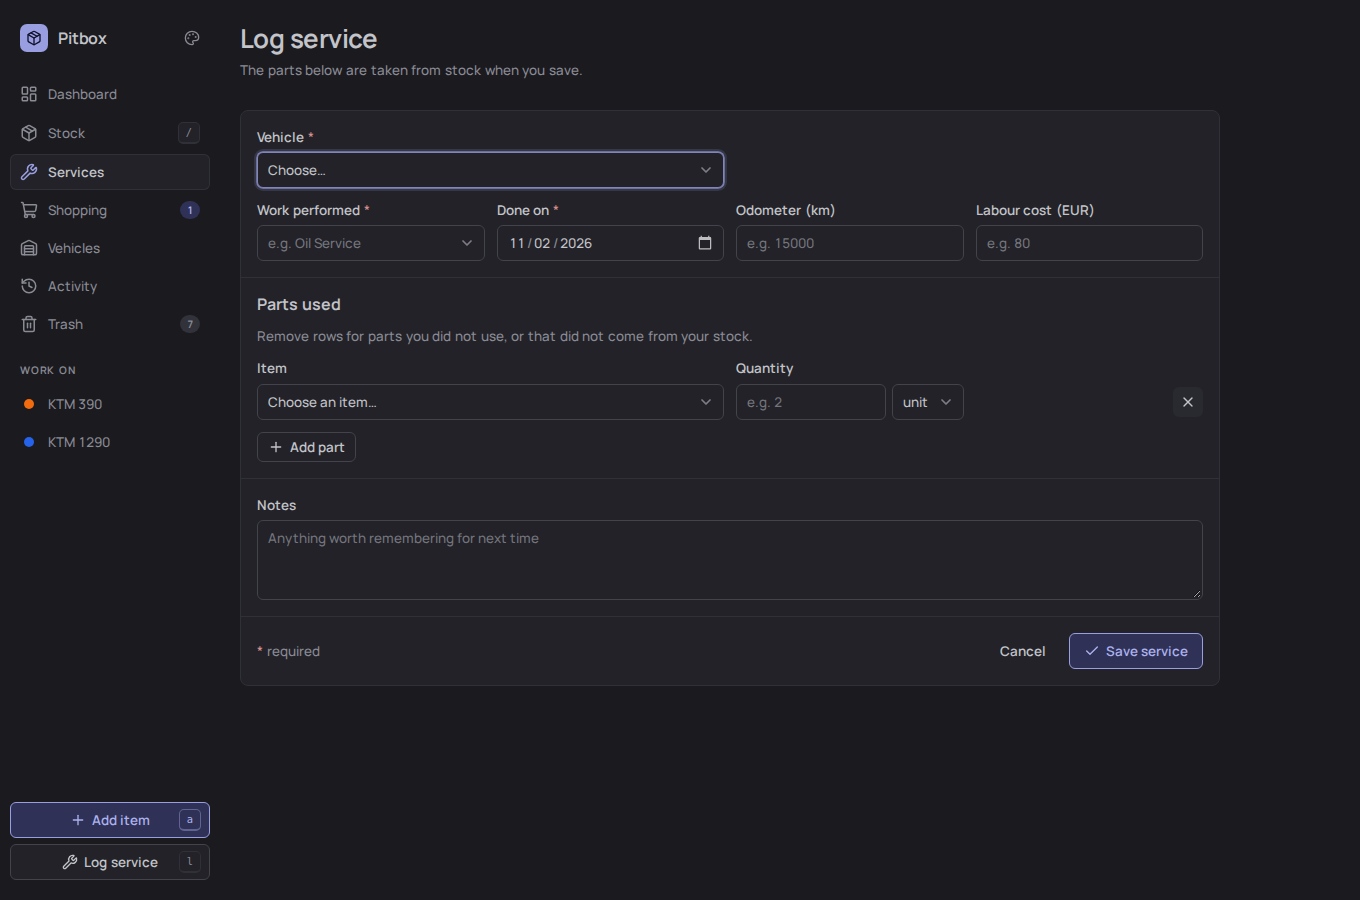 Pitbox
Dashboard
Stock /
Services
Shopping 1
Vehicles
Activity
Trash 7
WORK ON
KTM 390
KTM 1290
Add item a
Log service l
Log service
The parts below are taken from stock when you save.
Vehicle *
Choose...
Work performed * Done on * Odometer (km) Labour cost (EUR)
e.g. Oil Service 11/02/2026 e.g. 15000 e.g. 80
Parts used
Remove rows for parts you did not use, or that did not come from your stock.
Item Quantity
Choose an item... e.g. 2 unit
Add part
Notes
Anything worth remembering for next time
* required Cancel Save service